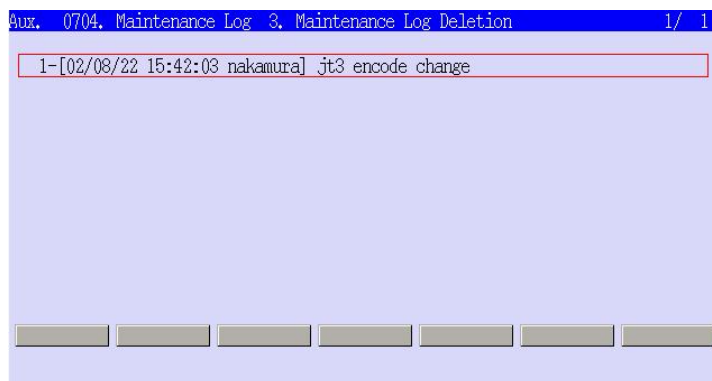 Aux. 0704. Maintenance Log 3. Maintenance Log Deletion 1/ 1
1-[02/08/22 15:42:03 nakamura] jt3 encode change